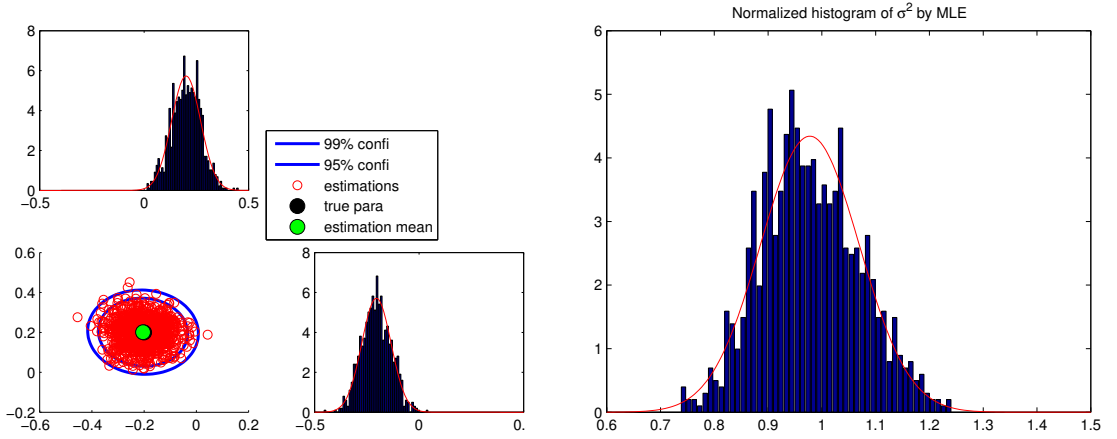 Normalized histogram of σ² by MLE
8
6
4
2
0
−0.5 0 0.5
99% confi
95% confi
estimations
true para
estimation mean
0.6
0.4
0.2
0
−0.2
−0.6 −0.4 −0.2 0 0.2
8
6
4
2
0
−0.5 0 0.
6
5
4
3
2
1
0
0.6 0.7 0.8 0.9 1 1.1 1.2 1.3 1.4 1.5